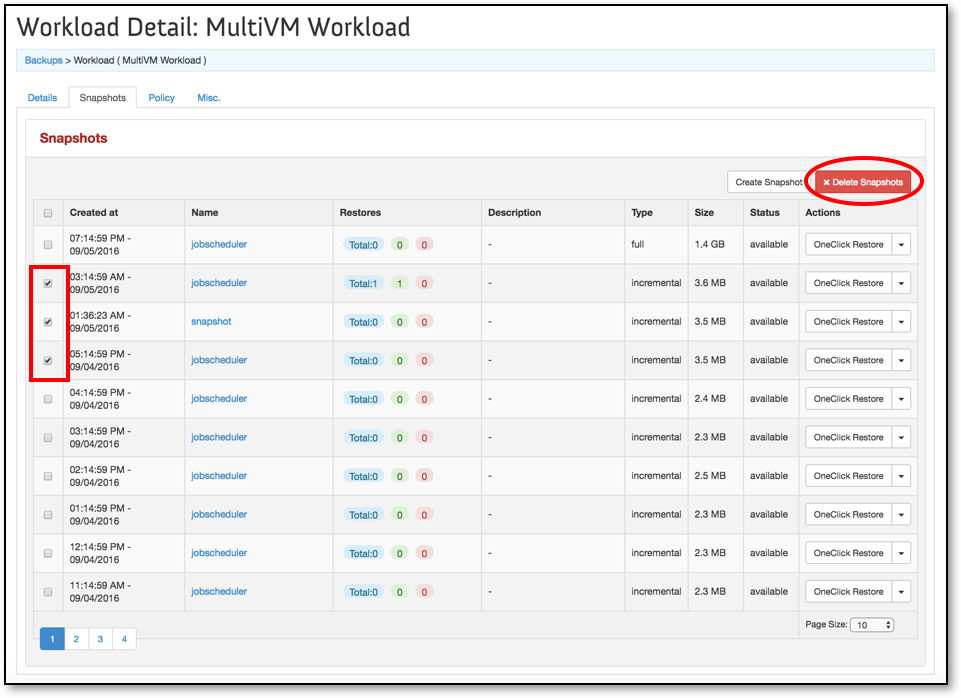 Workload Detail: MultiVM Workload
Backups > Workload ( MultiVM Workload )
Details Snapshots Policy Misc.
Snapshots
Create Snapshot ✖ Delete Snapshots
Created at Name Restores Description Type Size Status Actions
07:14:59 PM - 
09/05/2016 jobscheduler Total:0 0 0 - full 1.4 GB available OneClick Restore
03:14:59 AM - 
09/05/2016 jobscheduler Total:1 1 0 - incremental 3.6 MB available OneClick Restore
01:36:23 AM - 
09/05/2016 snapshot Total:0 0 0 - incremental 3.5 MB available OneClick Restore
05:14:59 PM - 
09/04/2016 jobscheduler Total:0 0 0 - incremental 3.5 MB available OneClick Restore
04:14:59 PM - 
09/04/2016 jobscheduler Total:0 0 0 - incremental 2.4 MB available OneClick Restore
03:14:59 PM - 
09/04/2016 jobscheduler Total:0 0 0 - incremental 2.3 MB available OneClick Restore
02:14:59 PM - 
09/04/2016 jobscheduler Total:0 0 0 - incremental 2.5 MB available OneClick Restore
01:14:59 PM - 
09/04/2016 jobscheduler Total:0 0 0 - incremental 2.3 MB available OneClick Restore
12:14:59 PM - 
09/04/2016 jobscheduler Total:0 0 0 - incremental 2.3 MB available OneClick Restore
11:14:59 AM - 
09/04/2016 jobscheduler Total:0 0 0 - incremental 2.3 MB available OneClick Restore
Page Size: 10
1 2 3 4